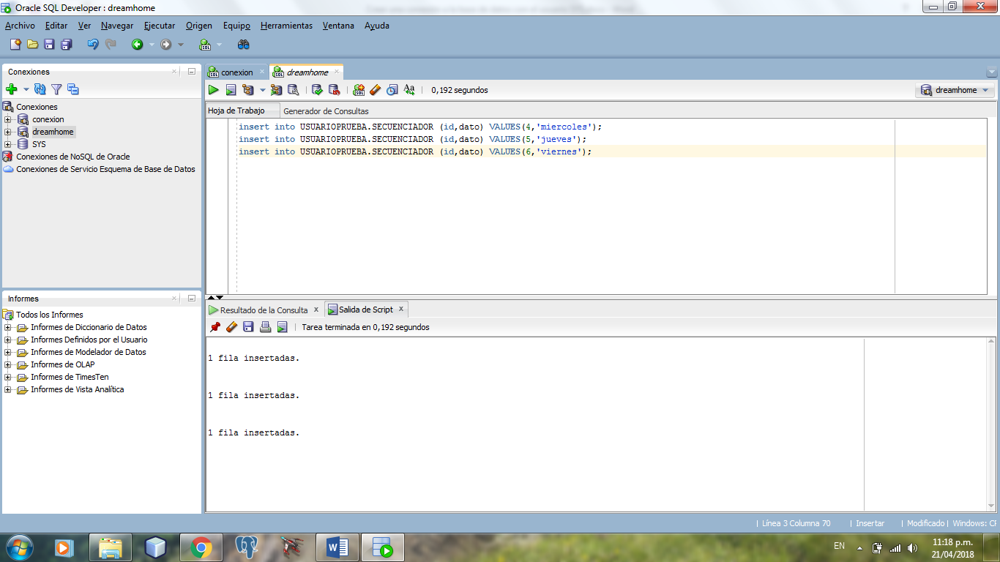 Oracle SQL Developer : dreamhome
Archivo Editar Ver Navegar Ejecutar Origen Equipo Herramientas Ventana Ayuda
Conexiones
Conexiones
conexion
dreamhome
SYS
Conexiones de NoSQL de Oracle
Conexiones de Servicio Esquema de Base de Datos
Informes
Todos los Informes
Informes de Diccionario de Datos
Informes Definidos por el Usuario
Informes de Modelador de Datos
Informes de OLAP
Informes de TimesTen
Informes de Vista Analítica
conexion dreamhome
0,192 segundos dreamhome
Hoja de Trabajo Generador de Consultas
insert into USUARIOPRUEBA.SECUENCIADOR (id,dato) VALUES(4,'miercoles');
insert into USUARIOPRUEBA.SECUENCIADOR (id,dato) VALUES(5,'jueves');
insert into USUARIOPRUEBA.SECUENCIADOR (id,dato) VALUES(6,'viernes');
Resultado de la Consulta x Salida de Script x
Tarea terminada en 0,192 segundos
1 fila insertadas.
1 fila insertadas.
1 fila insertadas.
| Línea 3 Columna 70 | Insertar | Modificado | Windows: CF
EN 11:18 p.m.
21/04/2018